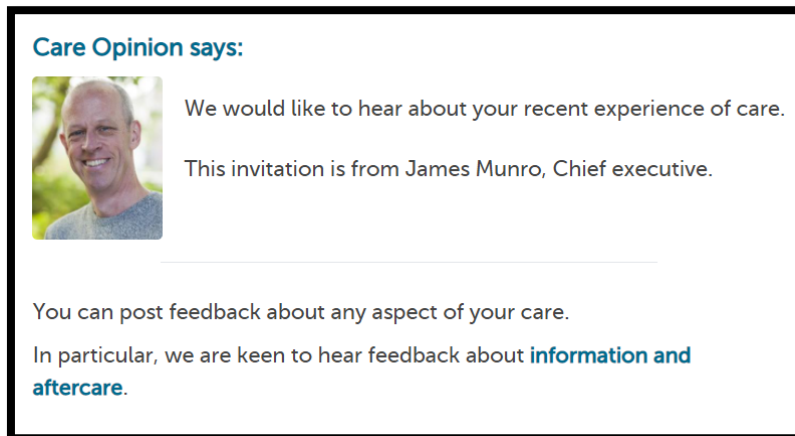 Care Opinion says:
We would like to hear about your recent experience of care.
This invitation is from James Munro, Chief executive.
You can post feedback about any aspect of your care.
In particular, we are keen to hear feedback about information and
aftercare.